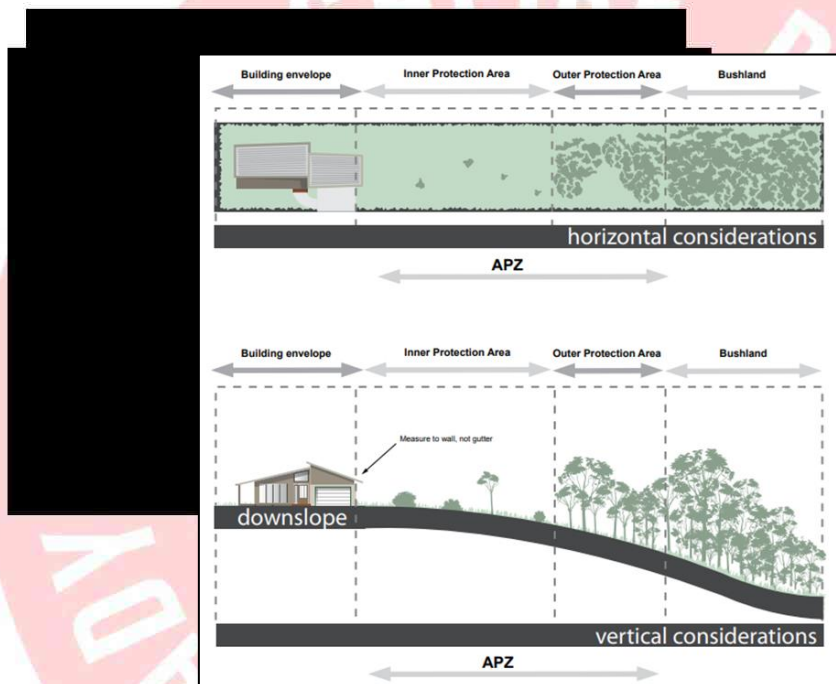 Building envelope Inner Protection Area Outer Protection Area Bushland
horizontal considerations
APZ
Building envelope Inner Protection Area Outer Protection Area Bushland
Measure to wall, not gutter
downslope
vertical considerations
APZ